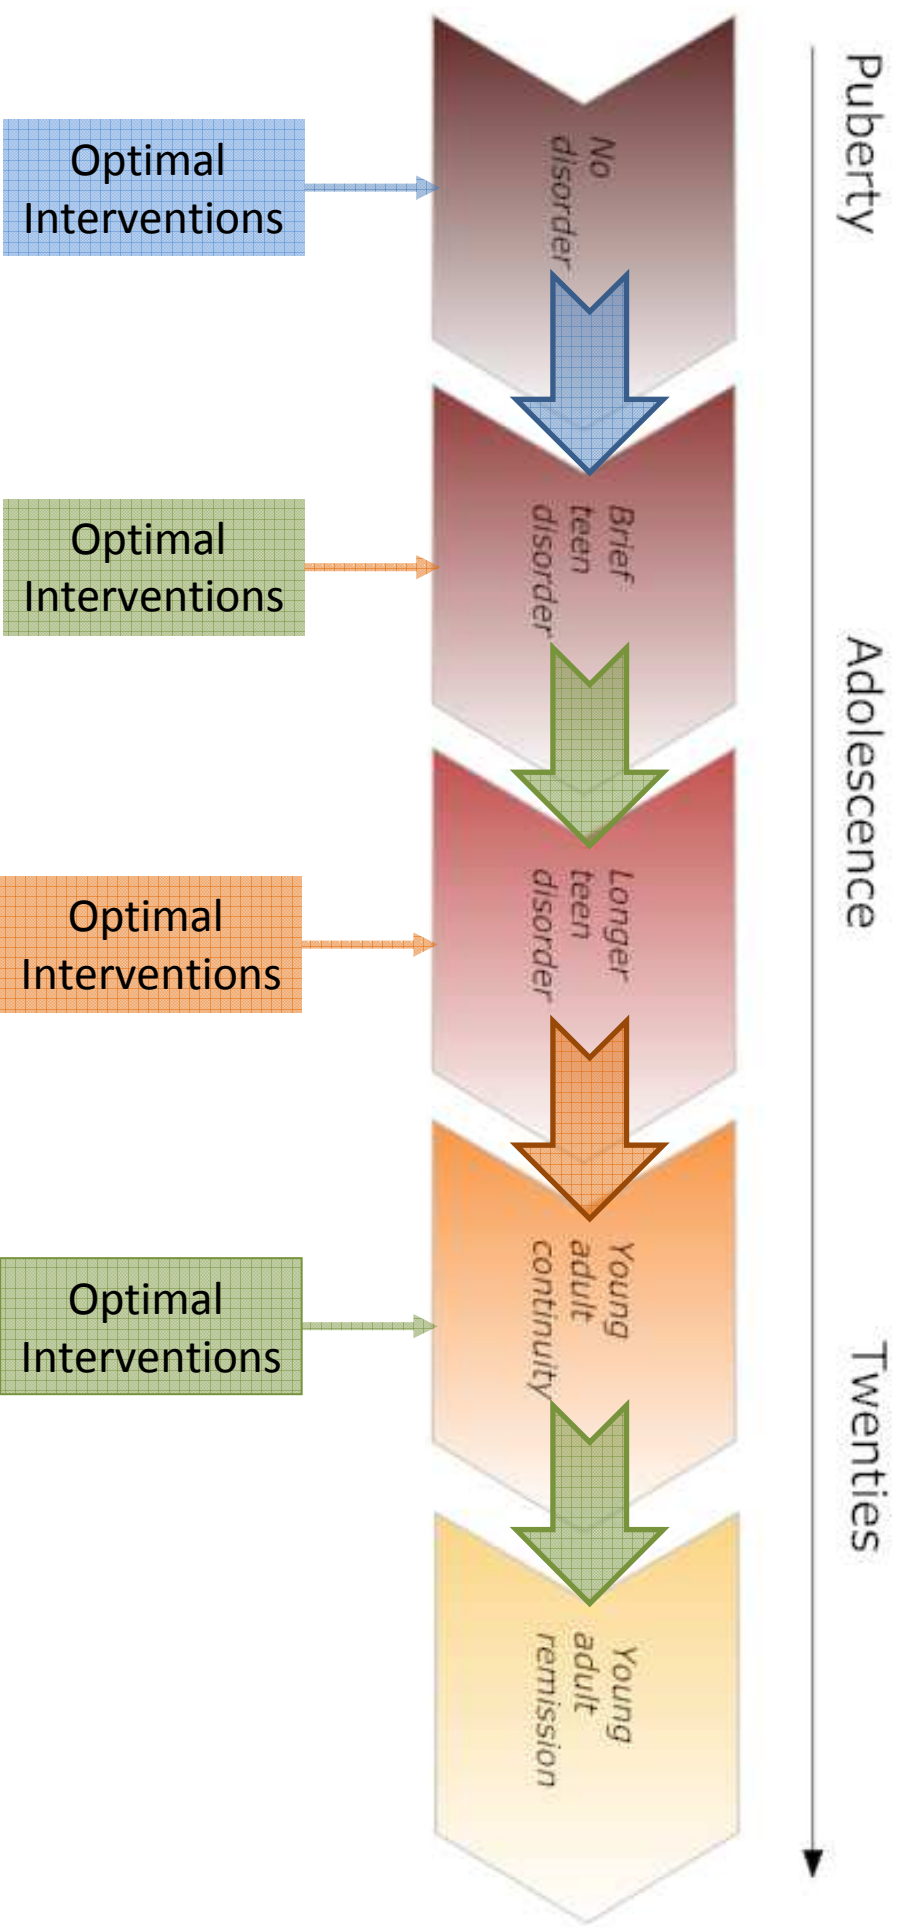 Puberty
Adolescence
Twenties
Optimal
Interventions
No
disorder
Optimal
Interventions
Brief
teen
disorder
Optimal
Interventions
Longer
teen
disorder
Optimal
Interventions
Young
adult
continuity
Young
adult
remission